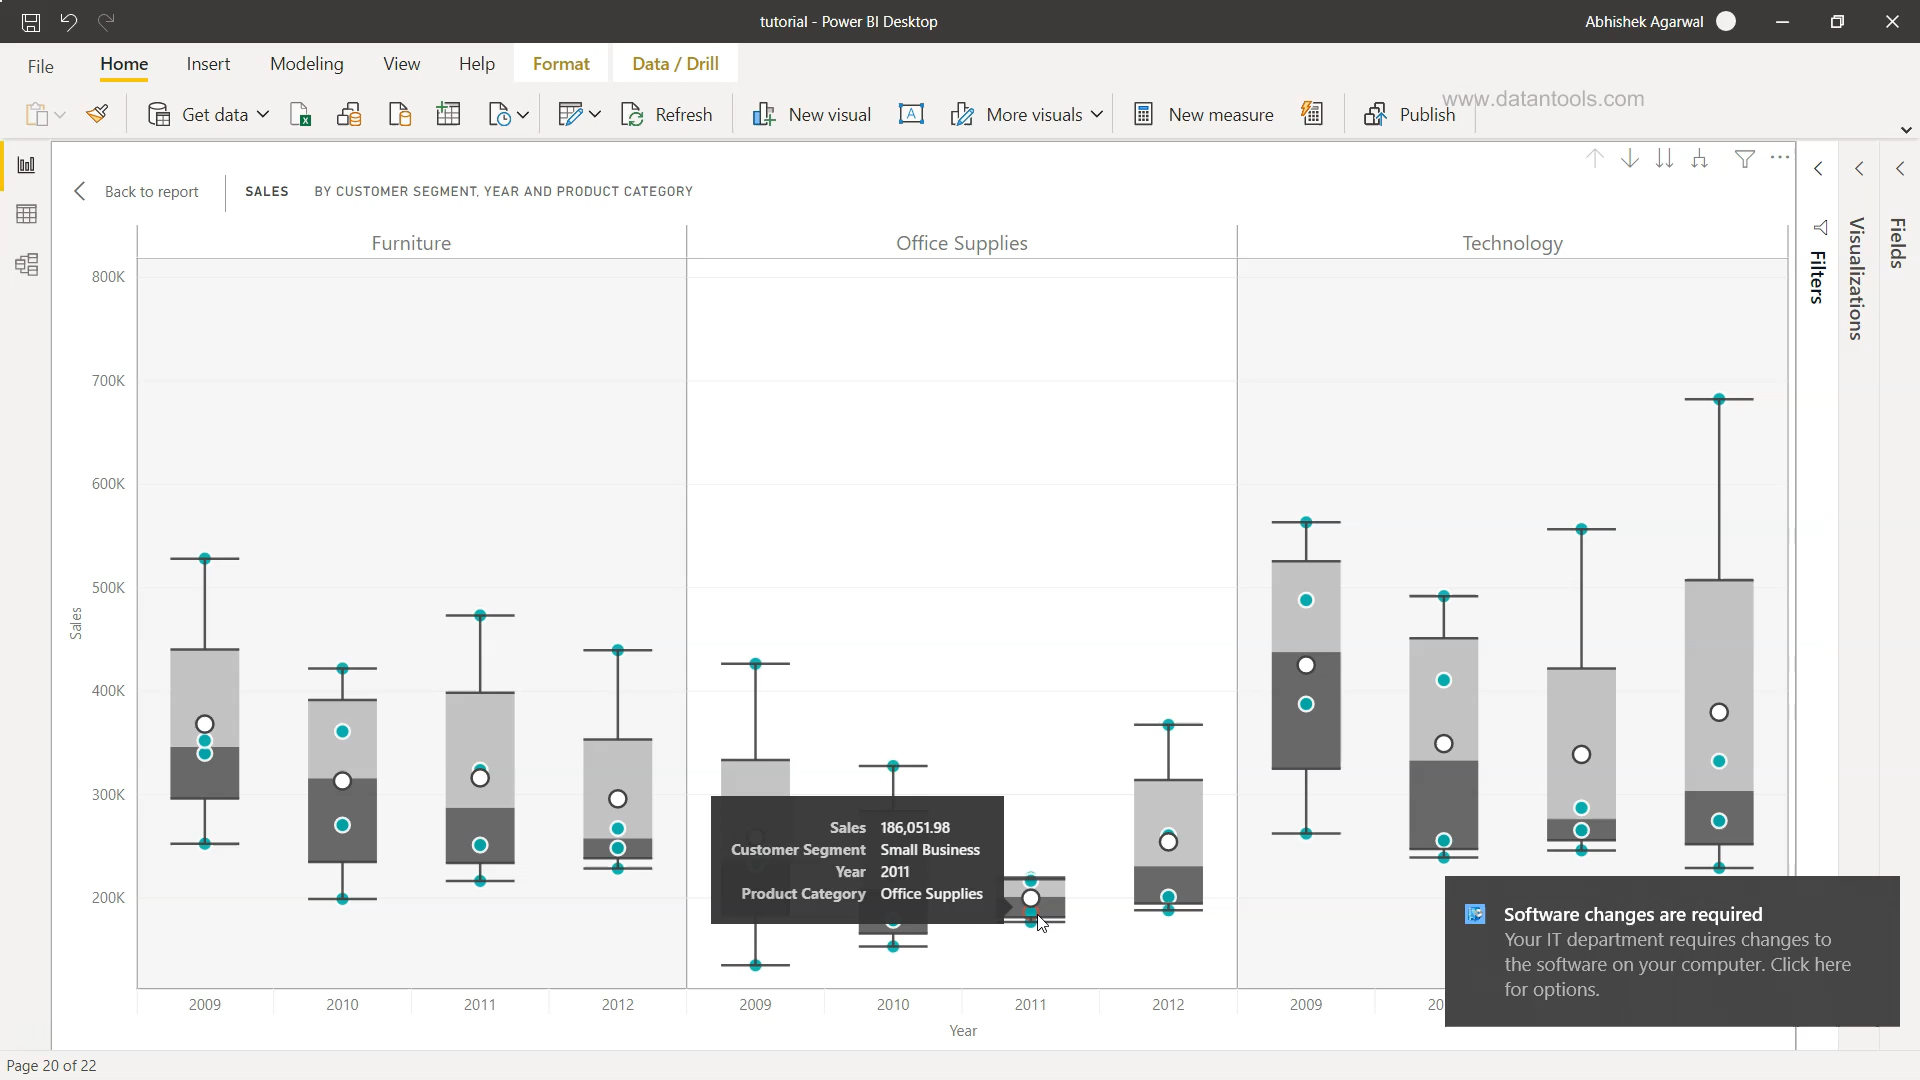 tutorial - Power BI Desktop
Abhishek Agarwal
File
Home
Insert
Modeling
View
Help
Format
Data / Drill
Get data
Refresh
New visual
More visuals
New measure
Publish
www.datantools.com
Back to report
SALES
BY CUSTOMER SEGMENT, YEAR AND PRODUCT CATEGORY
Filters
Visualizations
Fields
Furniture
Office Supplies
Technology
800K
700K
600K
500K
400K
300K
200K
Sales
Sales 186,051.98
Customer Segment Small Business
Year 2011
Product Category Office Supplies
Software changes are required
Your IT department requires changes to
the software on your computer. Click here
for options.
2009
2010
2011
2012
2009
2010
2011
2012
2009
20
Year
Page 20 of 22